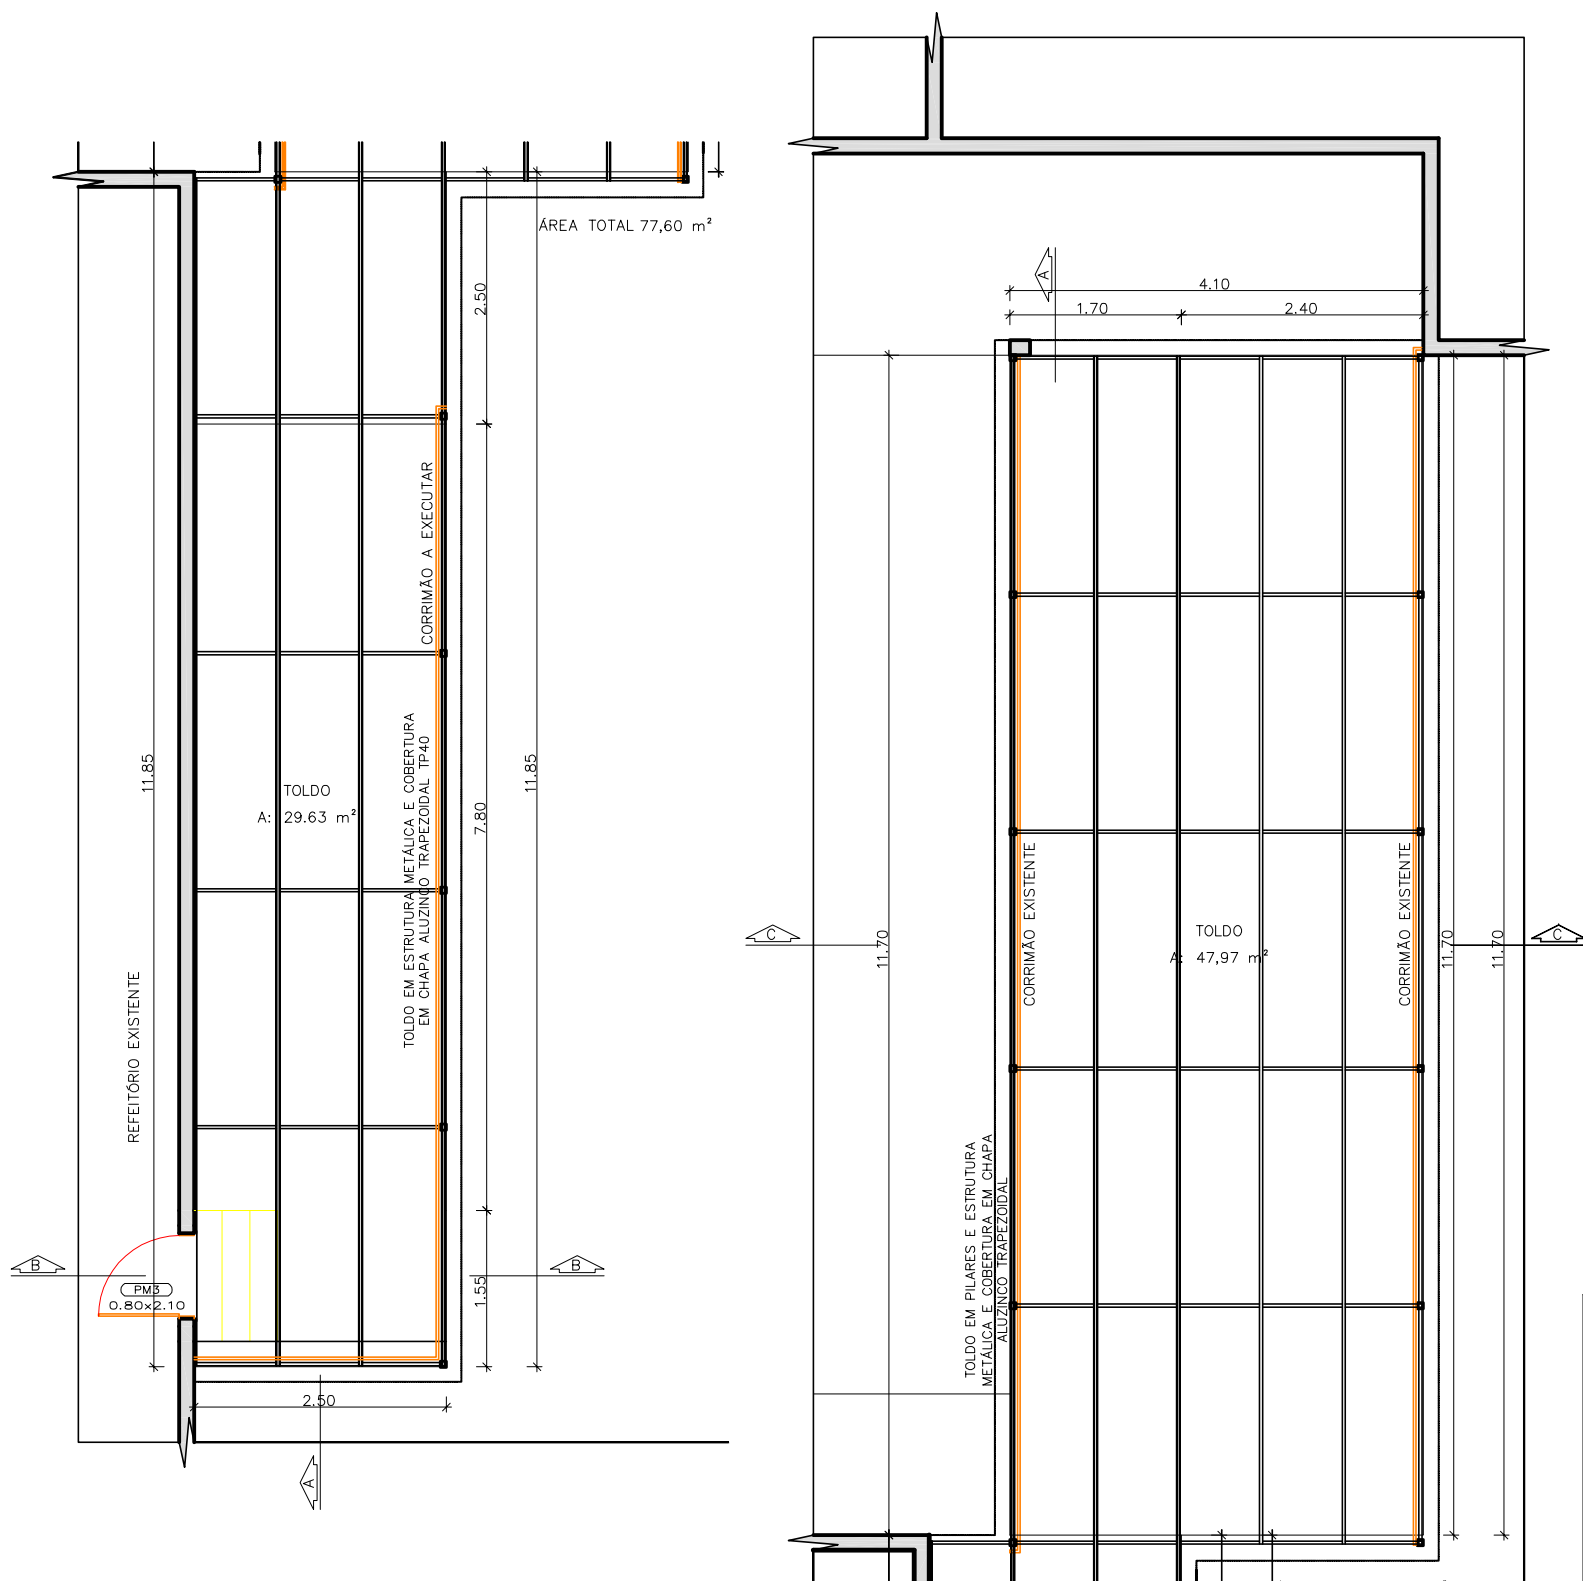 ÁREA TOTAL 77,60 m²
2.50
CORRIMÃO A EXECUTAR
11.85
TOLDO
A: 29.63 m²
TOLDO EM ESTRUTURA METÁLICA E COBERTURA
EM CHAPA ALUZINCO TRAPEZOIDAL TP40
7.80
11.85
REFEITÓRIO EXISTENTE
B
PM3
0.80x2.10
1.55
B
2.50
A
A
4.10
1.70
2.40
C
11.70
CORRIMÃO EXISTENTE
TOLDO
A: 47,97 m²
CORRIMÃO EXISTENTE
11.70
11.70
C
TOLDO EM PILARES E ESTRUTURA
METÁLICA E COBERTURA EM CHAPA
ALUZINCO TRAPEZOIDAL